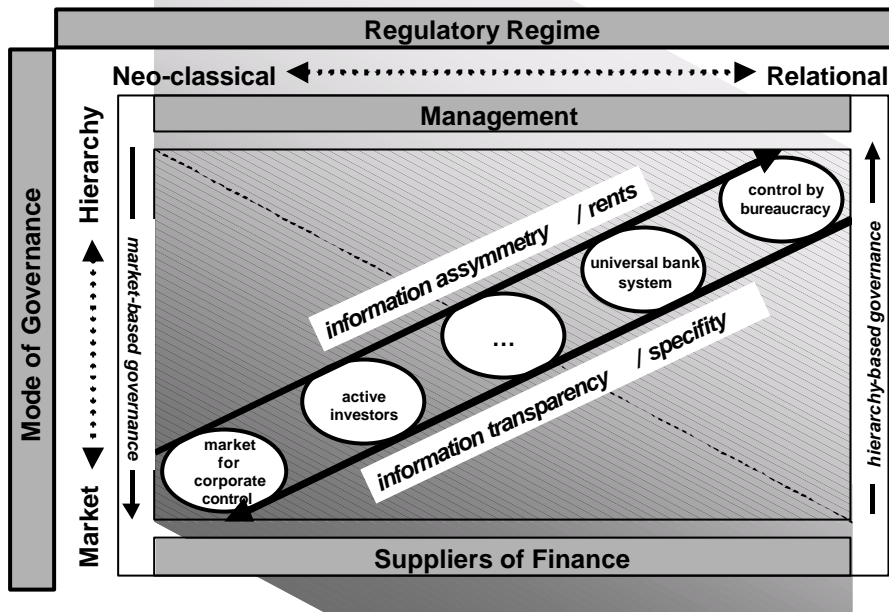 Regulatory Regime
Neo-classical
Relational
Management
Mode of Governance
Hierarchy
Market
market-based governance
hierarchy-based governance
information assymmetry / rents
control by
bureaucracy
universal bank
system
...
information transparency / specifity
active
investors
market
for
corporate
control
Suppliers of Finance